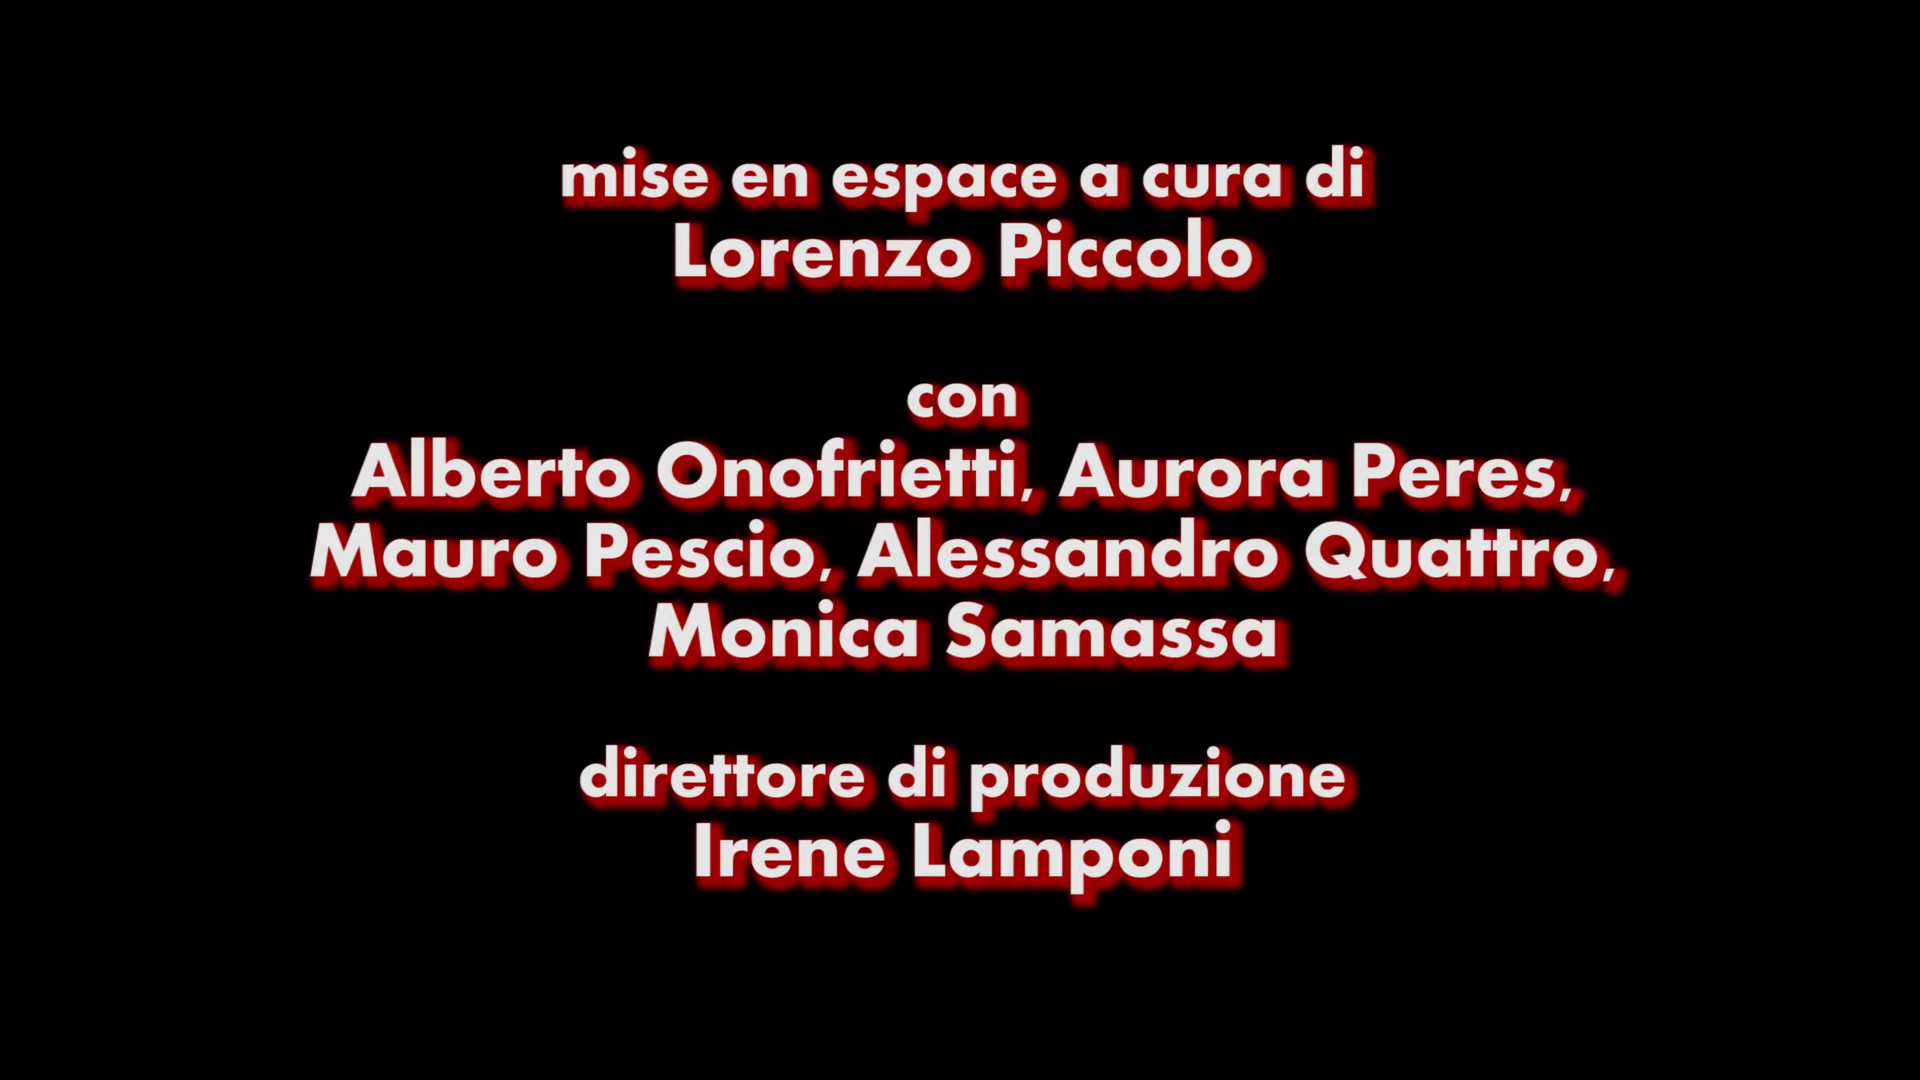 mise en espace a cura di
Lorenzo Piccolo
con
Alberto Onofrietti, Aurora Peres,
Mauro Pescio, Alessandro Quattro,
Monica Samassa
direttore di produzione
Irene Lamponi